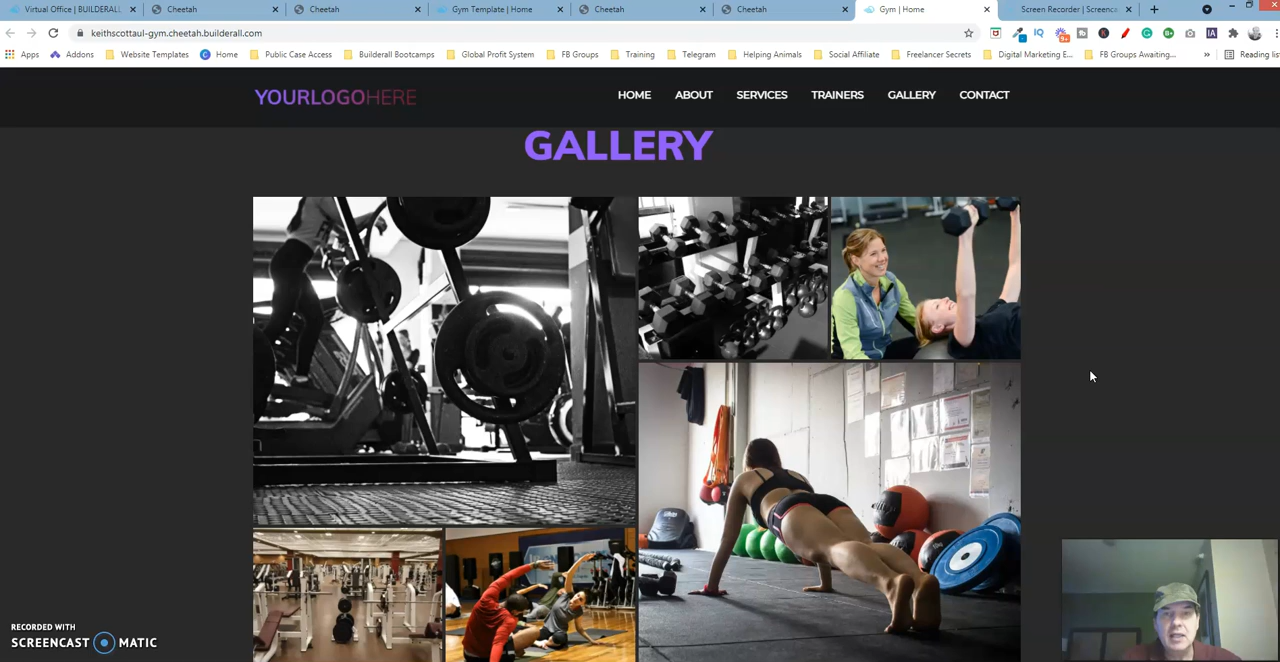 Virtual Office | BUILDERALL
Cheetah
Cheetah
Gym Template | Home
Cheetah
Cheetah
Gym | Home
Screen Recorder | Screenc
keithscottaul-gym.cheetah.builderall.com
Apps
Addons
Website Templates
Home
Public Case Access
Builderall Bootcamps
Global Profit System
FB Groups
Training
Telegram
Helping Animals
Social Affiliate
Freelancer Secrets
Digital Marketing E...
FB Groups Awaiting...
»
Reading list
YOURLOGOHERE
HOME ABOUT SERVICES TRAINERS GALLERY CONTACT
GALLERY
RECORDED WITH
SCREENCAST MATIC